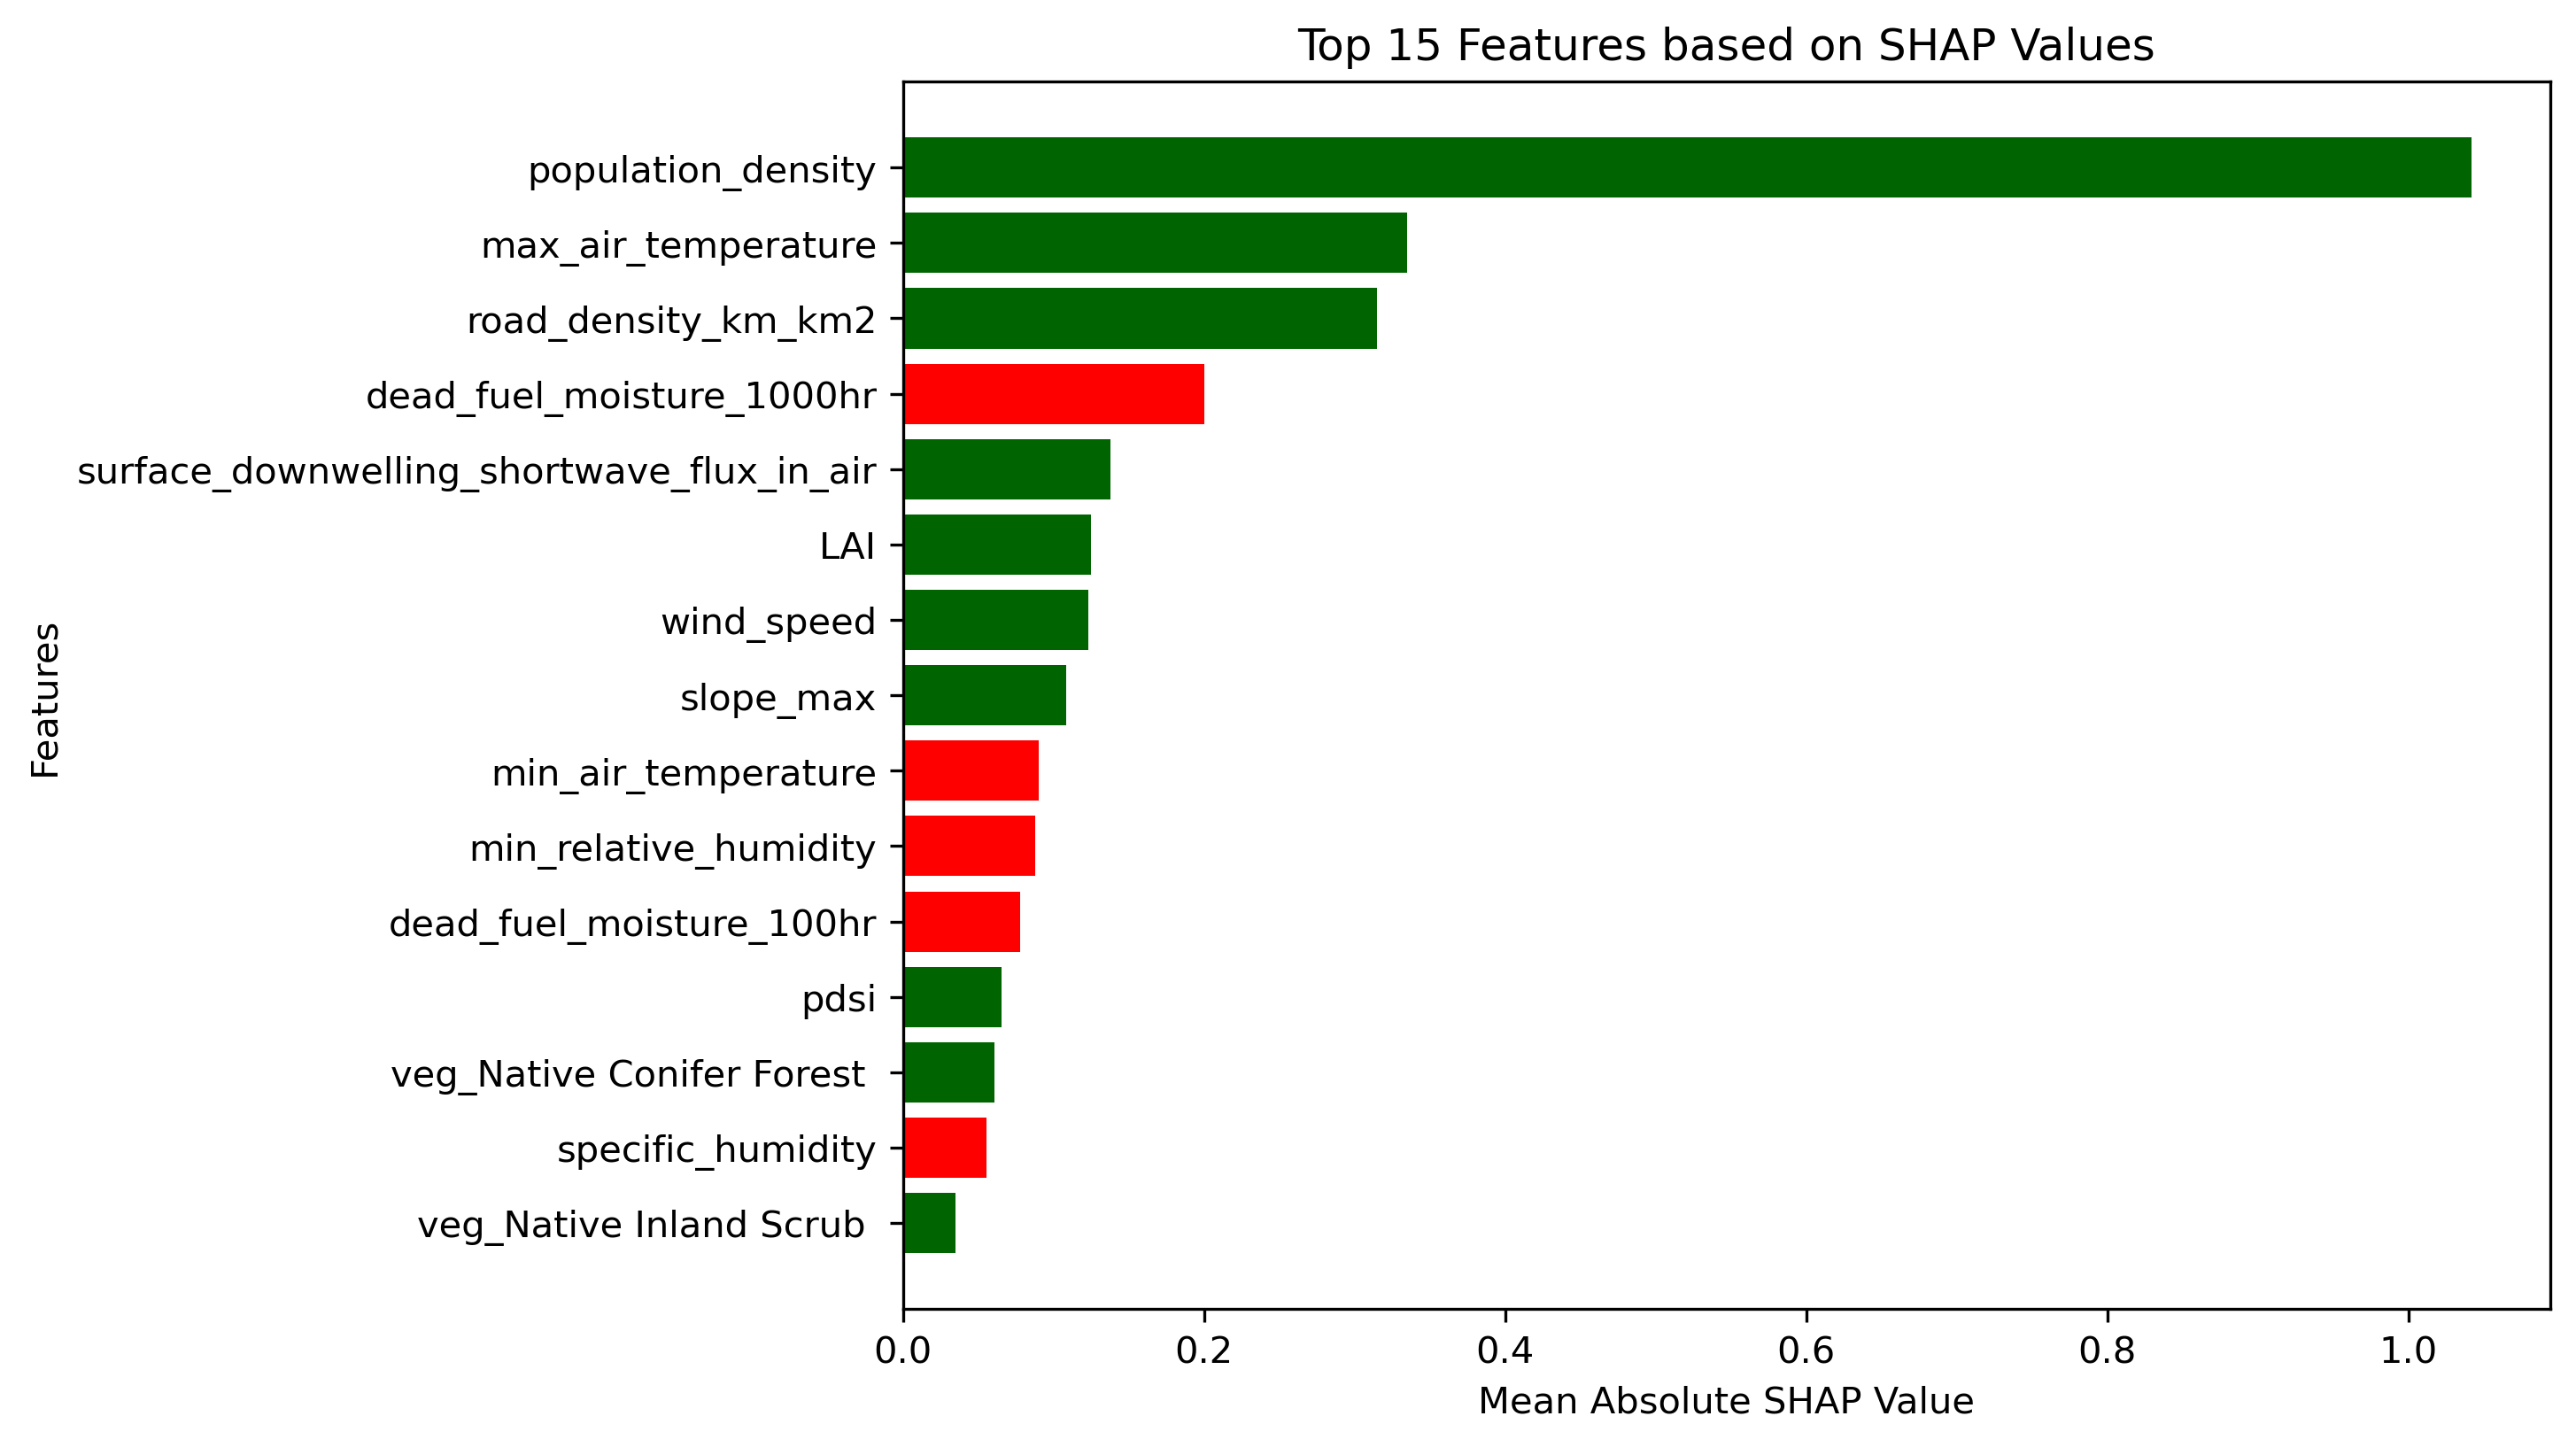 Top 15 Features based on SHAP Values
Features
population_density
max_air_temperature
road_density_km_km2
dead_fuel_moisture_1000hr
surface_downwelling_shortwave_flux_in_air
LAI
wind_speed
slope_max
min_air_temperature
min_relative_humidity
dead_fuel_moisture_100hr
pdsi
veg_Native Conifer Forest
specific_humidity
veg_Native Inland Scrub
0.0 0.2 0.4 0.6 0.8 1.0
Mean Absolute SHAP Value